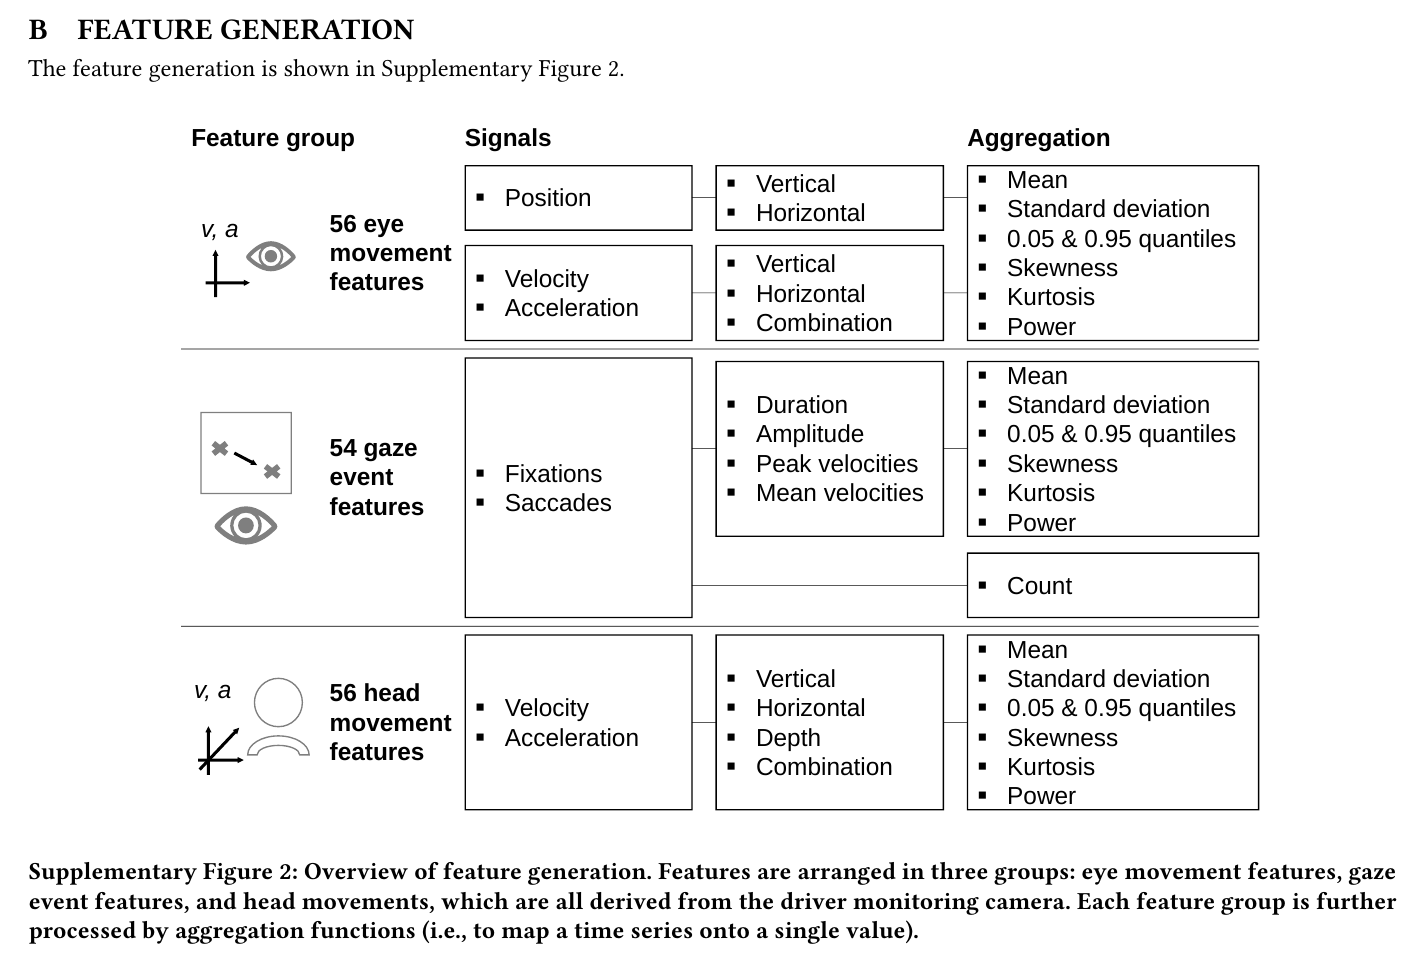 B FEATURE GENERATION
The feature generation is shown in Supplementary Figure 2.
Feature group
Signals
Aggregation
v, a
56 eye
movement
features
▪ Position
▪ Velocity
▪ Acceleration
▪ Vertical
▪ Horizontal
▪ Vertical
▪ Horizontal
▪ Combination
▪ Mean
▪ Standard deviation
▪ 0.05 & 0.95 quantiles
▪ Skewness
▪ Kurtosis
▪ Power
54 gaze
event
features
▪ Fixations
▪ Saccades
▪ Duration
▪ Amplitude
▪ Peak velocities
▪ Mean velocities
▪ Mean
▪ Standard deviation
▪ 0.05 & 0.95 quantiles
▪ Skewness
▪ Kurtosis
▪ Power
▪ Count
v, a
56 head
movement
features
▪ Velocity
▪ Acceleration
▪ Vertical
▪ Horizontal
▪ Depth
▪ Combination
▪ Mean
▪ Standard deviation
▪ 0.05 & 0.95 quantiles
▪ Skewness
▪ Kurtosis
▪ Power
Supplementary Figure 2: Overview of feature generation. Features are arranged in three groups: eye movement features, gaze
event features, and head movements, which are all derived from the driver monitoring camera. Each feature group is further
processed by aggregation functions (i.e., to map a time series onto a single value).